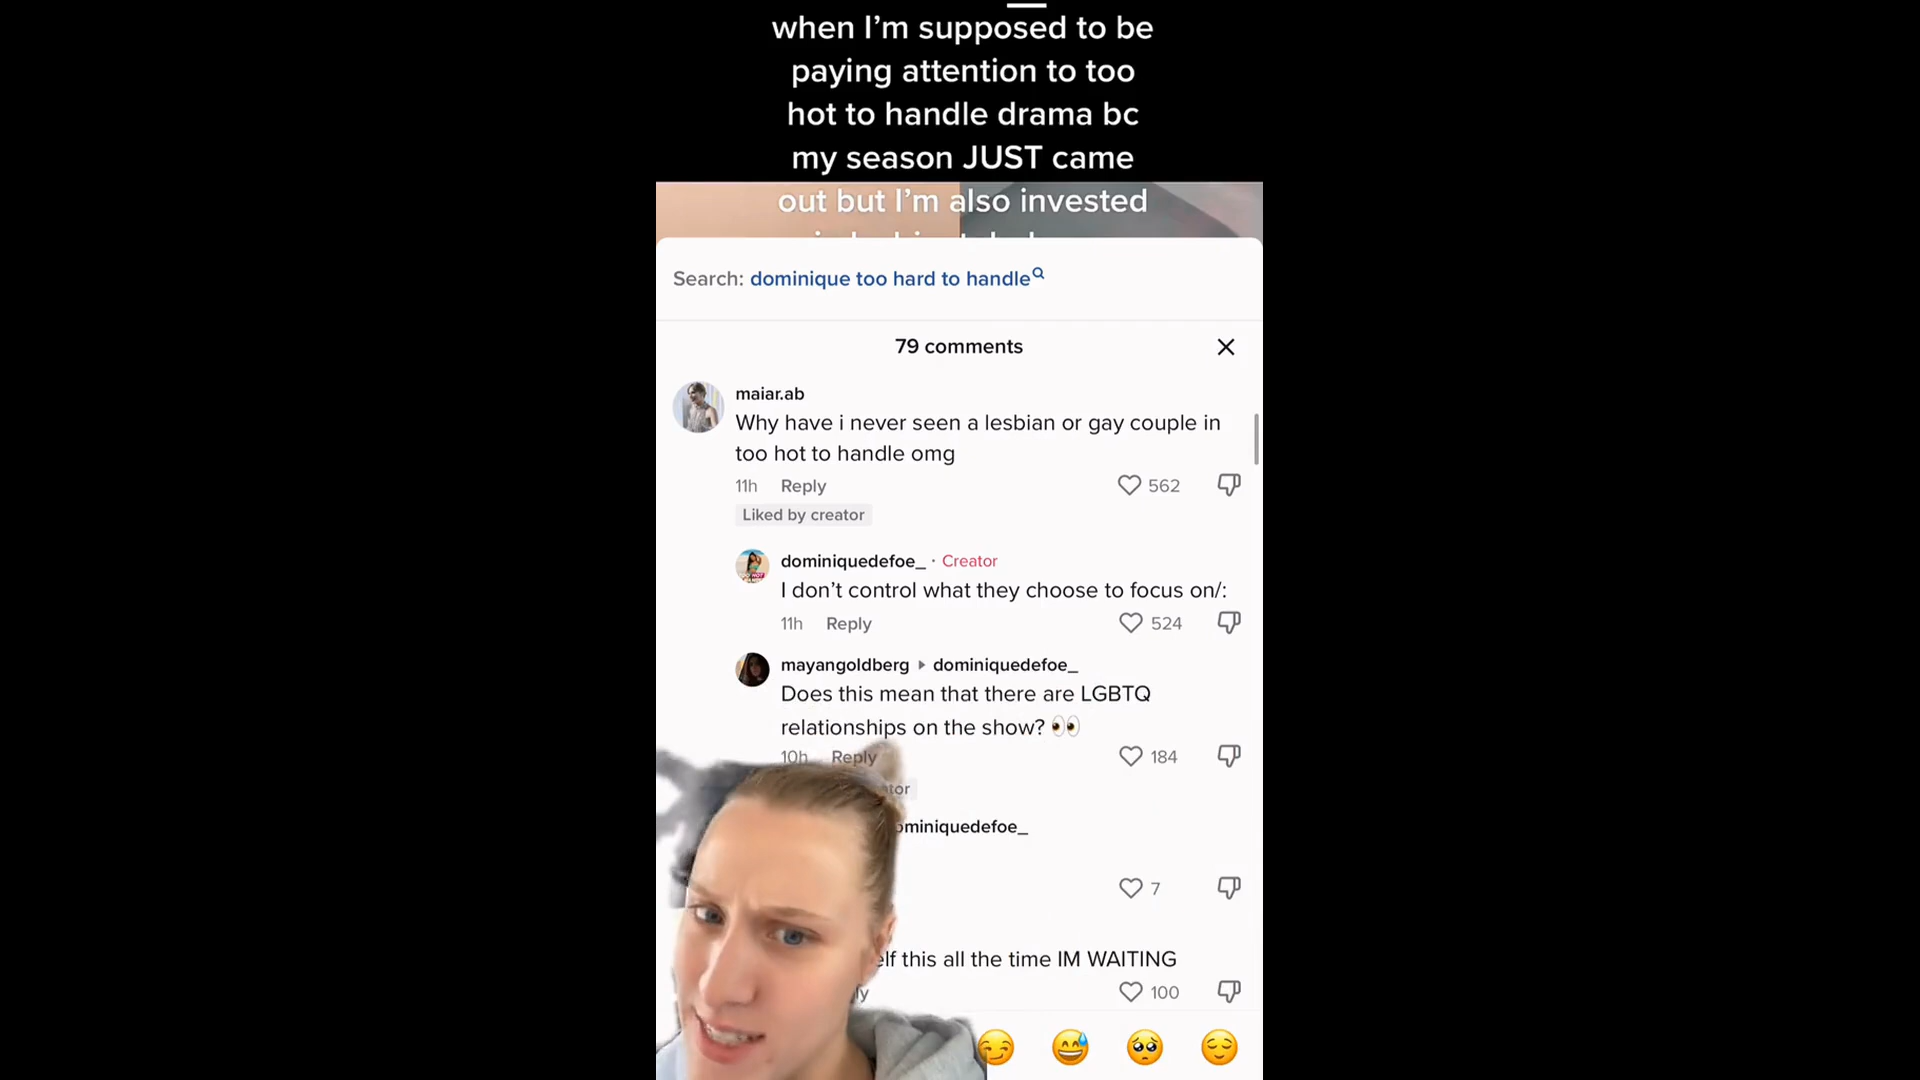 when I'm supposed to be
paying attention to too
hot to handle drama bc
my season JUST came
out but I'm also invested
Search: dominique too hard to handle
79 comments
maiar.ab
Why have i never seen a lesbian or gay couple in
too hot to handle omg
11h Reply 562
Liked by creator
dominiquedefoe_ · Creator
I don't control what they choose to focus on/:
11h Reply 524
mayangoldberg ▸ dominiquedefoe_
Does this mean that there are LGBTQ
relationships on the show? 👀
10h Reply 184
ominiquedefoe_
7
this all the time IM WAITING
100